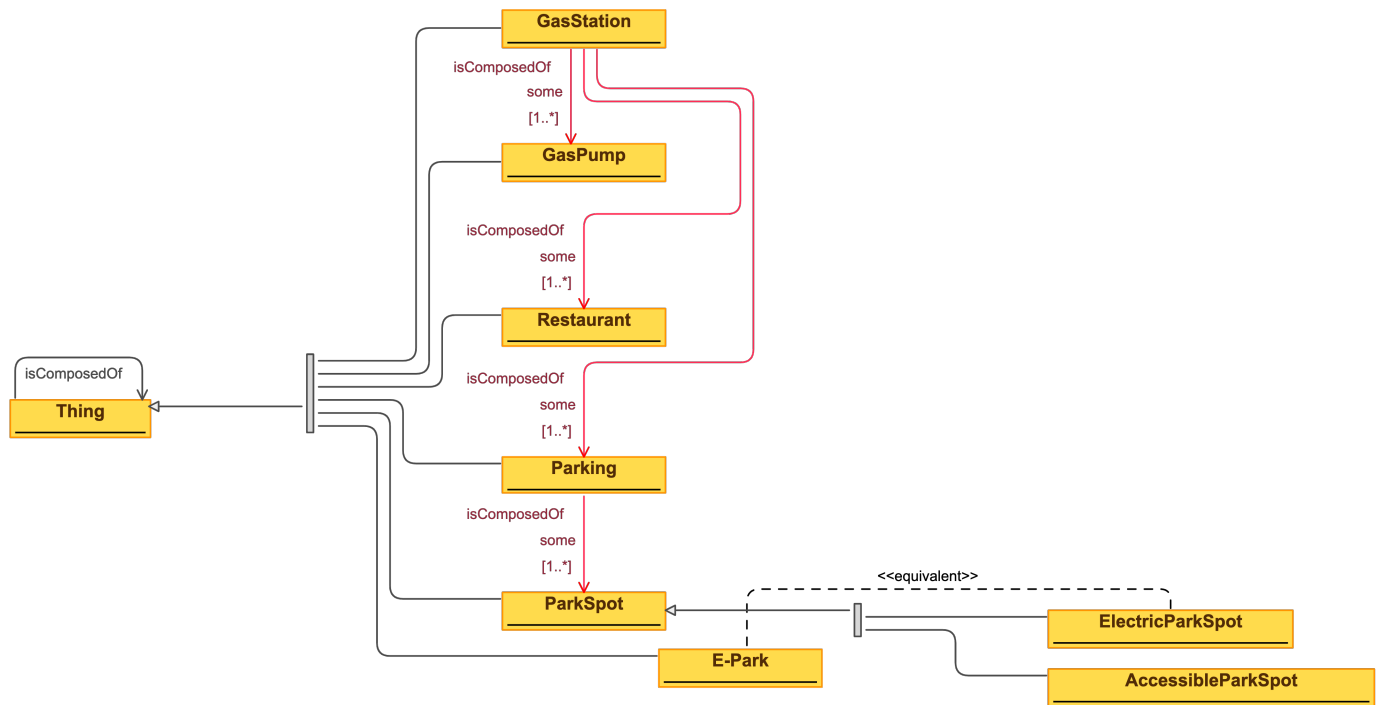 GasStation
isComposedOf
some
[1..*]
GasPump
isComposedOf
some
[1..*]
Restaurant
isComposedOf
Thing
isComposedOf
some
[1..*]
Parking
isComposedOf
some
[1..*]
<<equivalent>>
ParkSpot
ElectricParkSpot
E-Park
AccessibleParkSpot